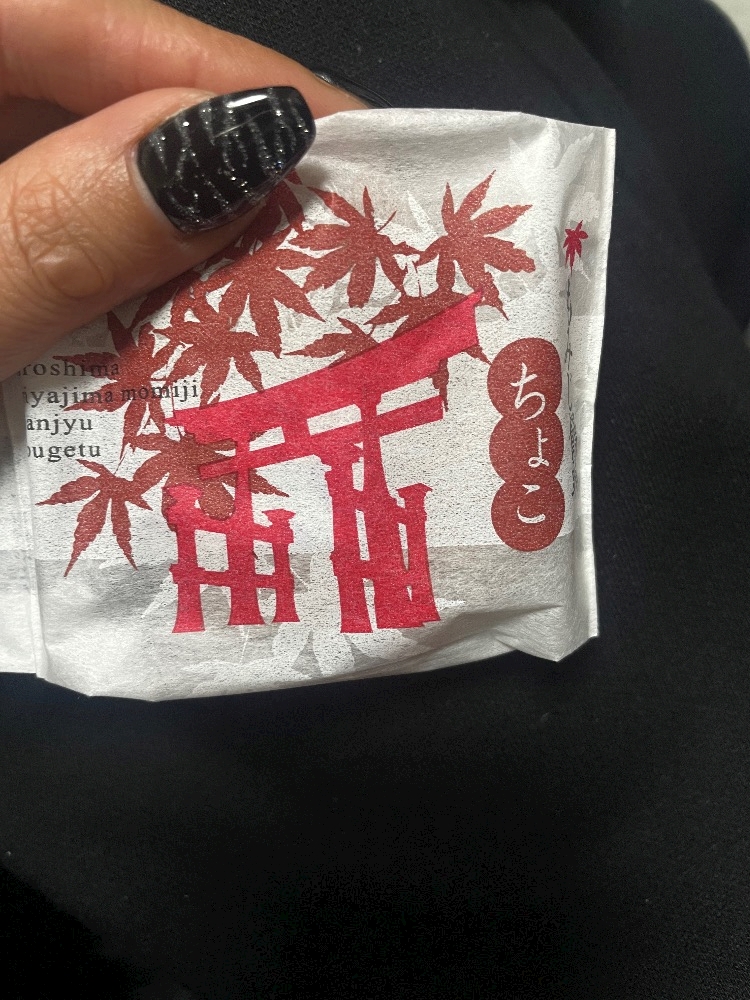 roshima
iyajima momiji
anjyu
ougetu
ちょこ